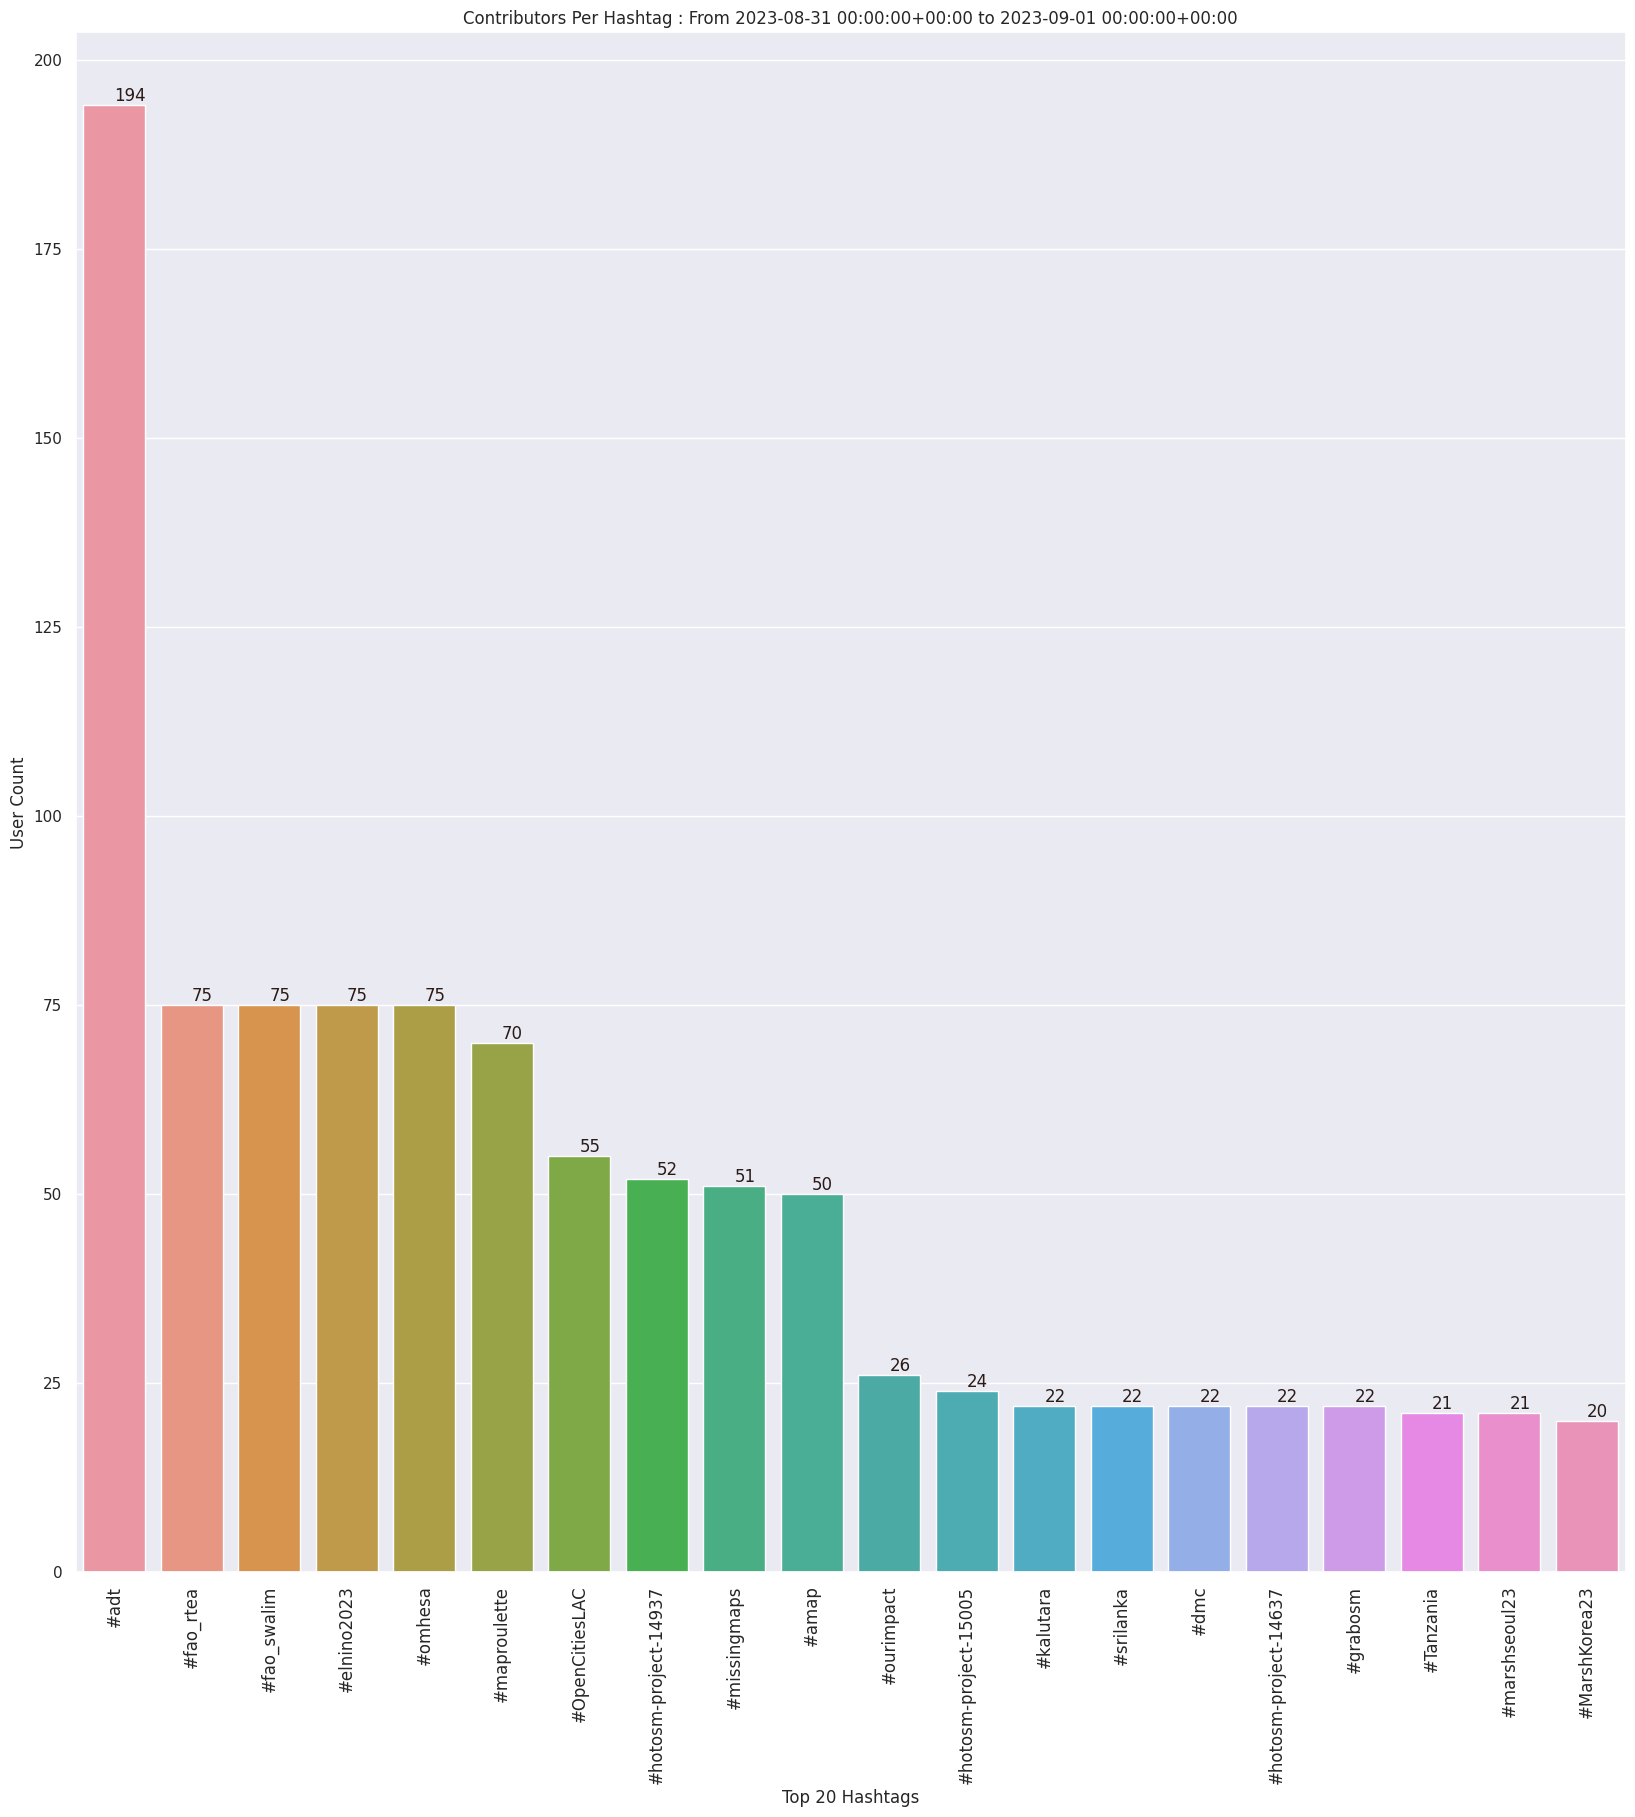 Contributors Per Hashtag : From 2023-08-31 00:00:00+00:00 to 2023-09-01 00:00:00+00:00
User Count
200
175
150
125
100
75
50
25
0
194
75
75
75
75
70
55
52
51
50
26
24
22
22
22
22
22
21
21
20
#adt
#fao_rtea
#fao_swalim
#elnino2023
#omhesa
#maproulette
#OpenCitiesLAC
#hotosm-project-14937
#missingmaps
#amap
#ourimpact
#hotosm-project-15005
#kalutara
#srilanka
#dmc
#hotosm-project-14637
#grabosm
#Tanzania
#marshseoul23
#MarshKorea23
Top 20 Hashtags